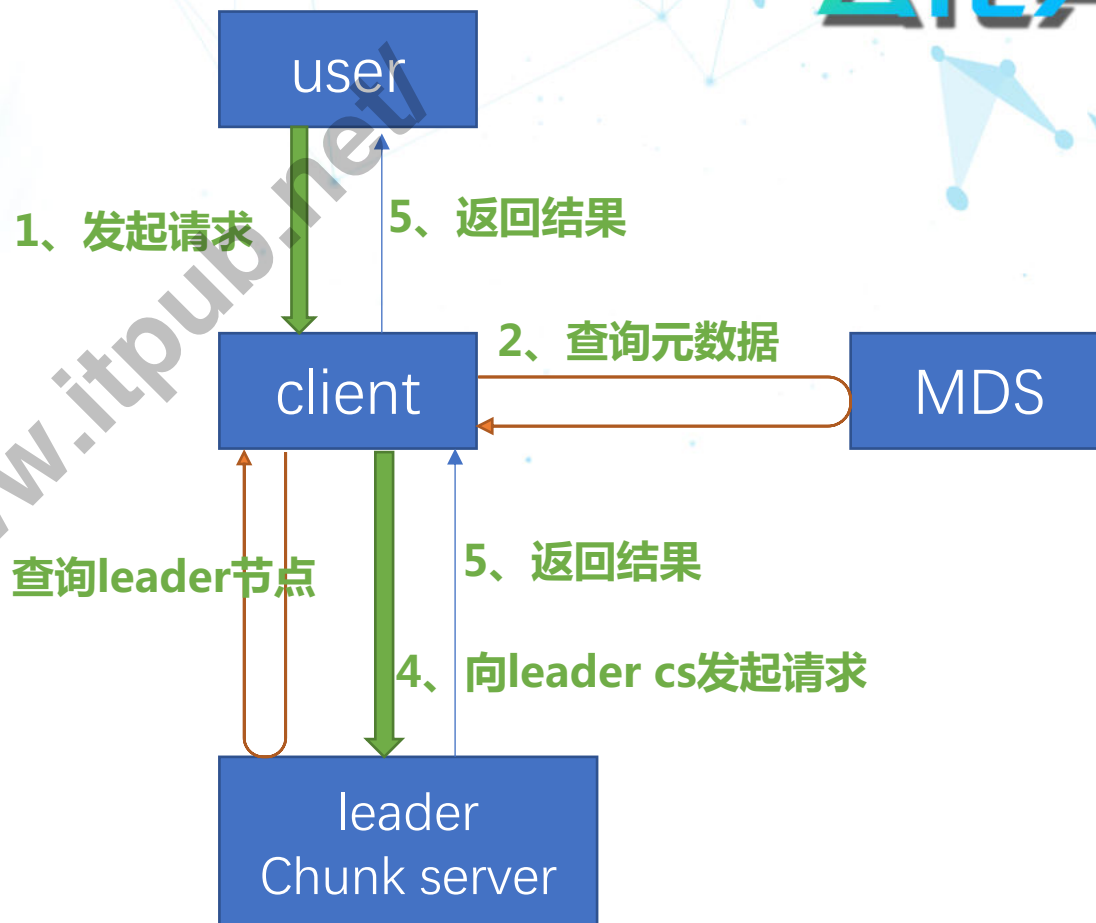 user
1、发起请求
5、返回结果
2、查询元数据
client
MDS
查询leader节点
5、返回结果
4、向leader cs发起请求
leader
Chunk server
w.itpub.net/